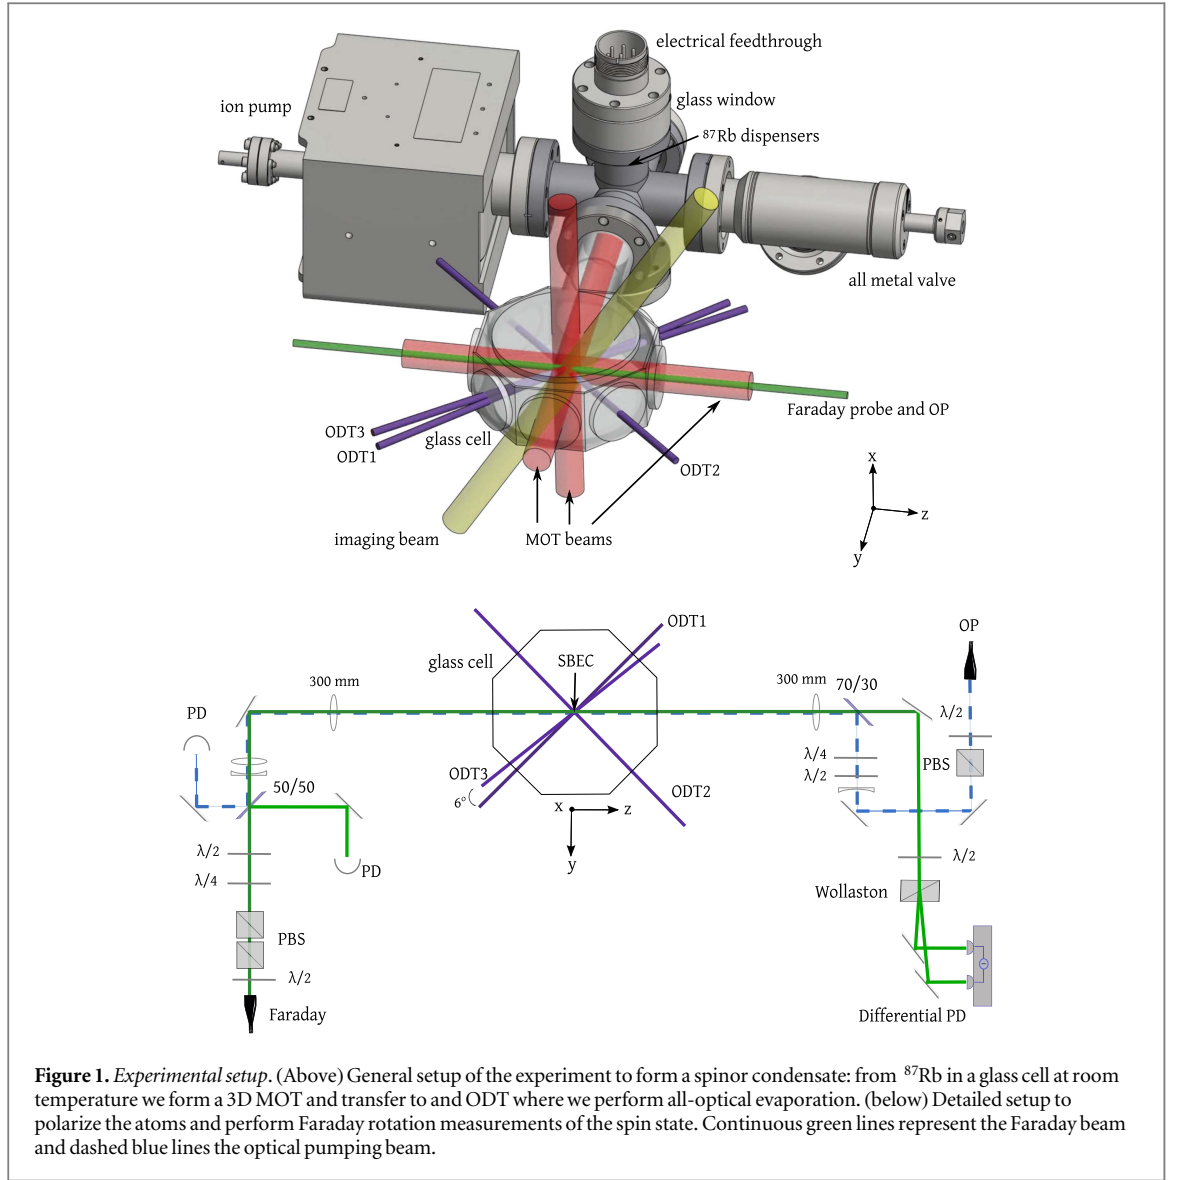 electrical feedthrough
ion pump
glass window
⁸⁷Rb dispensers
all metal valve
Faraday probe and OP
ODT3
ODT1
glass cell
ODT2
imaging beam
MOT beams
x
z
y
OP
ODT1
glass cell
SBEC
300 mm
300 mm
70/30
PD
λ/2
λ/4
PBS
λ/2
50/50
ODT3
6°
ODT2
x
z
y
λ/2
PD
λ/2
λ/4
Wollaston
PBS
λ/2
Faraday
Differential PD
Figure 1. Experimental setup. (Above) General setup of the experiment to form a spinor condensate: from ⁸⁷Rb in a glass cell at room
temperature we form a 3D MOT and transfer to and ODT where we perform all-optical evaporation. (below) Detailed setup to
polarize the atoms and perform Faraday rotation measurements of the spin state. Continuous green lines represent the Faraday beam
and dashed blue lines the optical pumping beam.